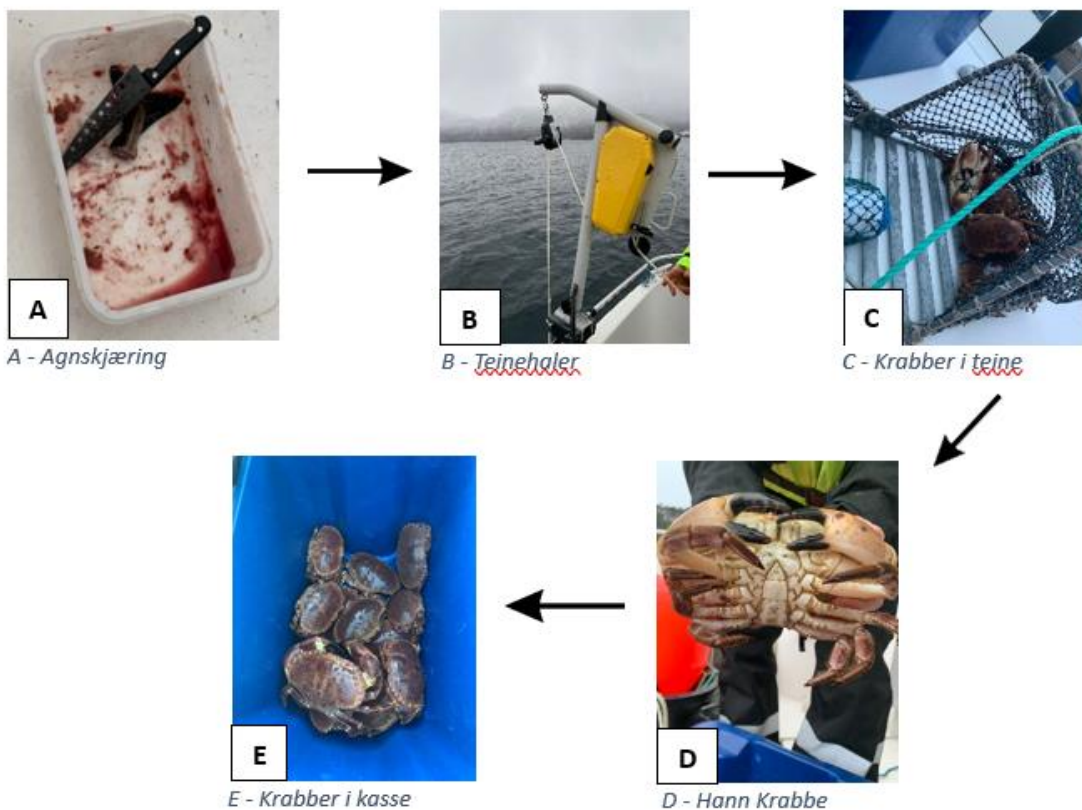 A
A - Agnskjæring
B
B - Teinehaler
C
C - Krabber i teine
E
E - Krabber i kasse
D
D - Hann Krabbe